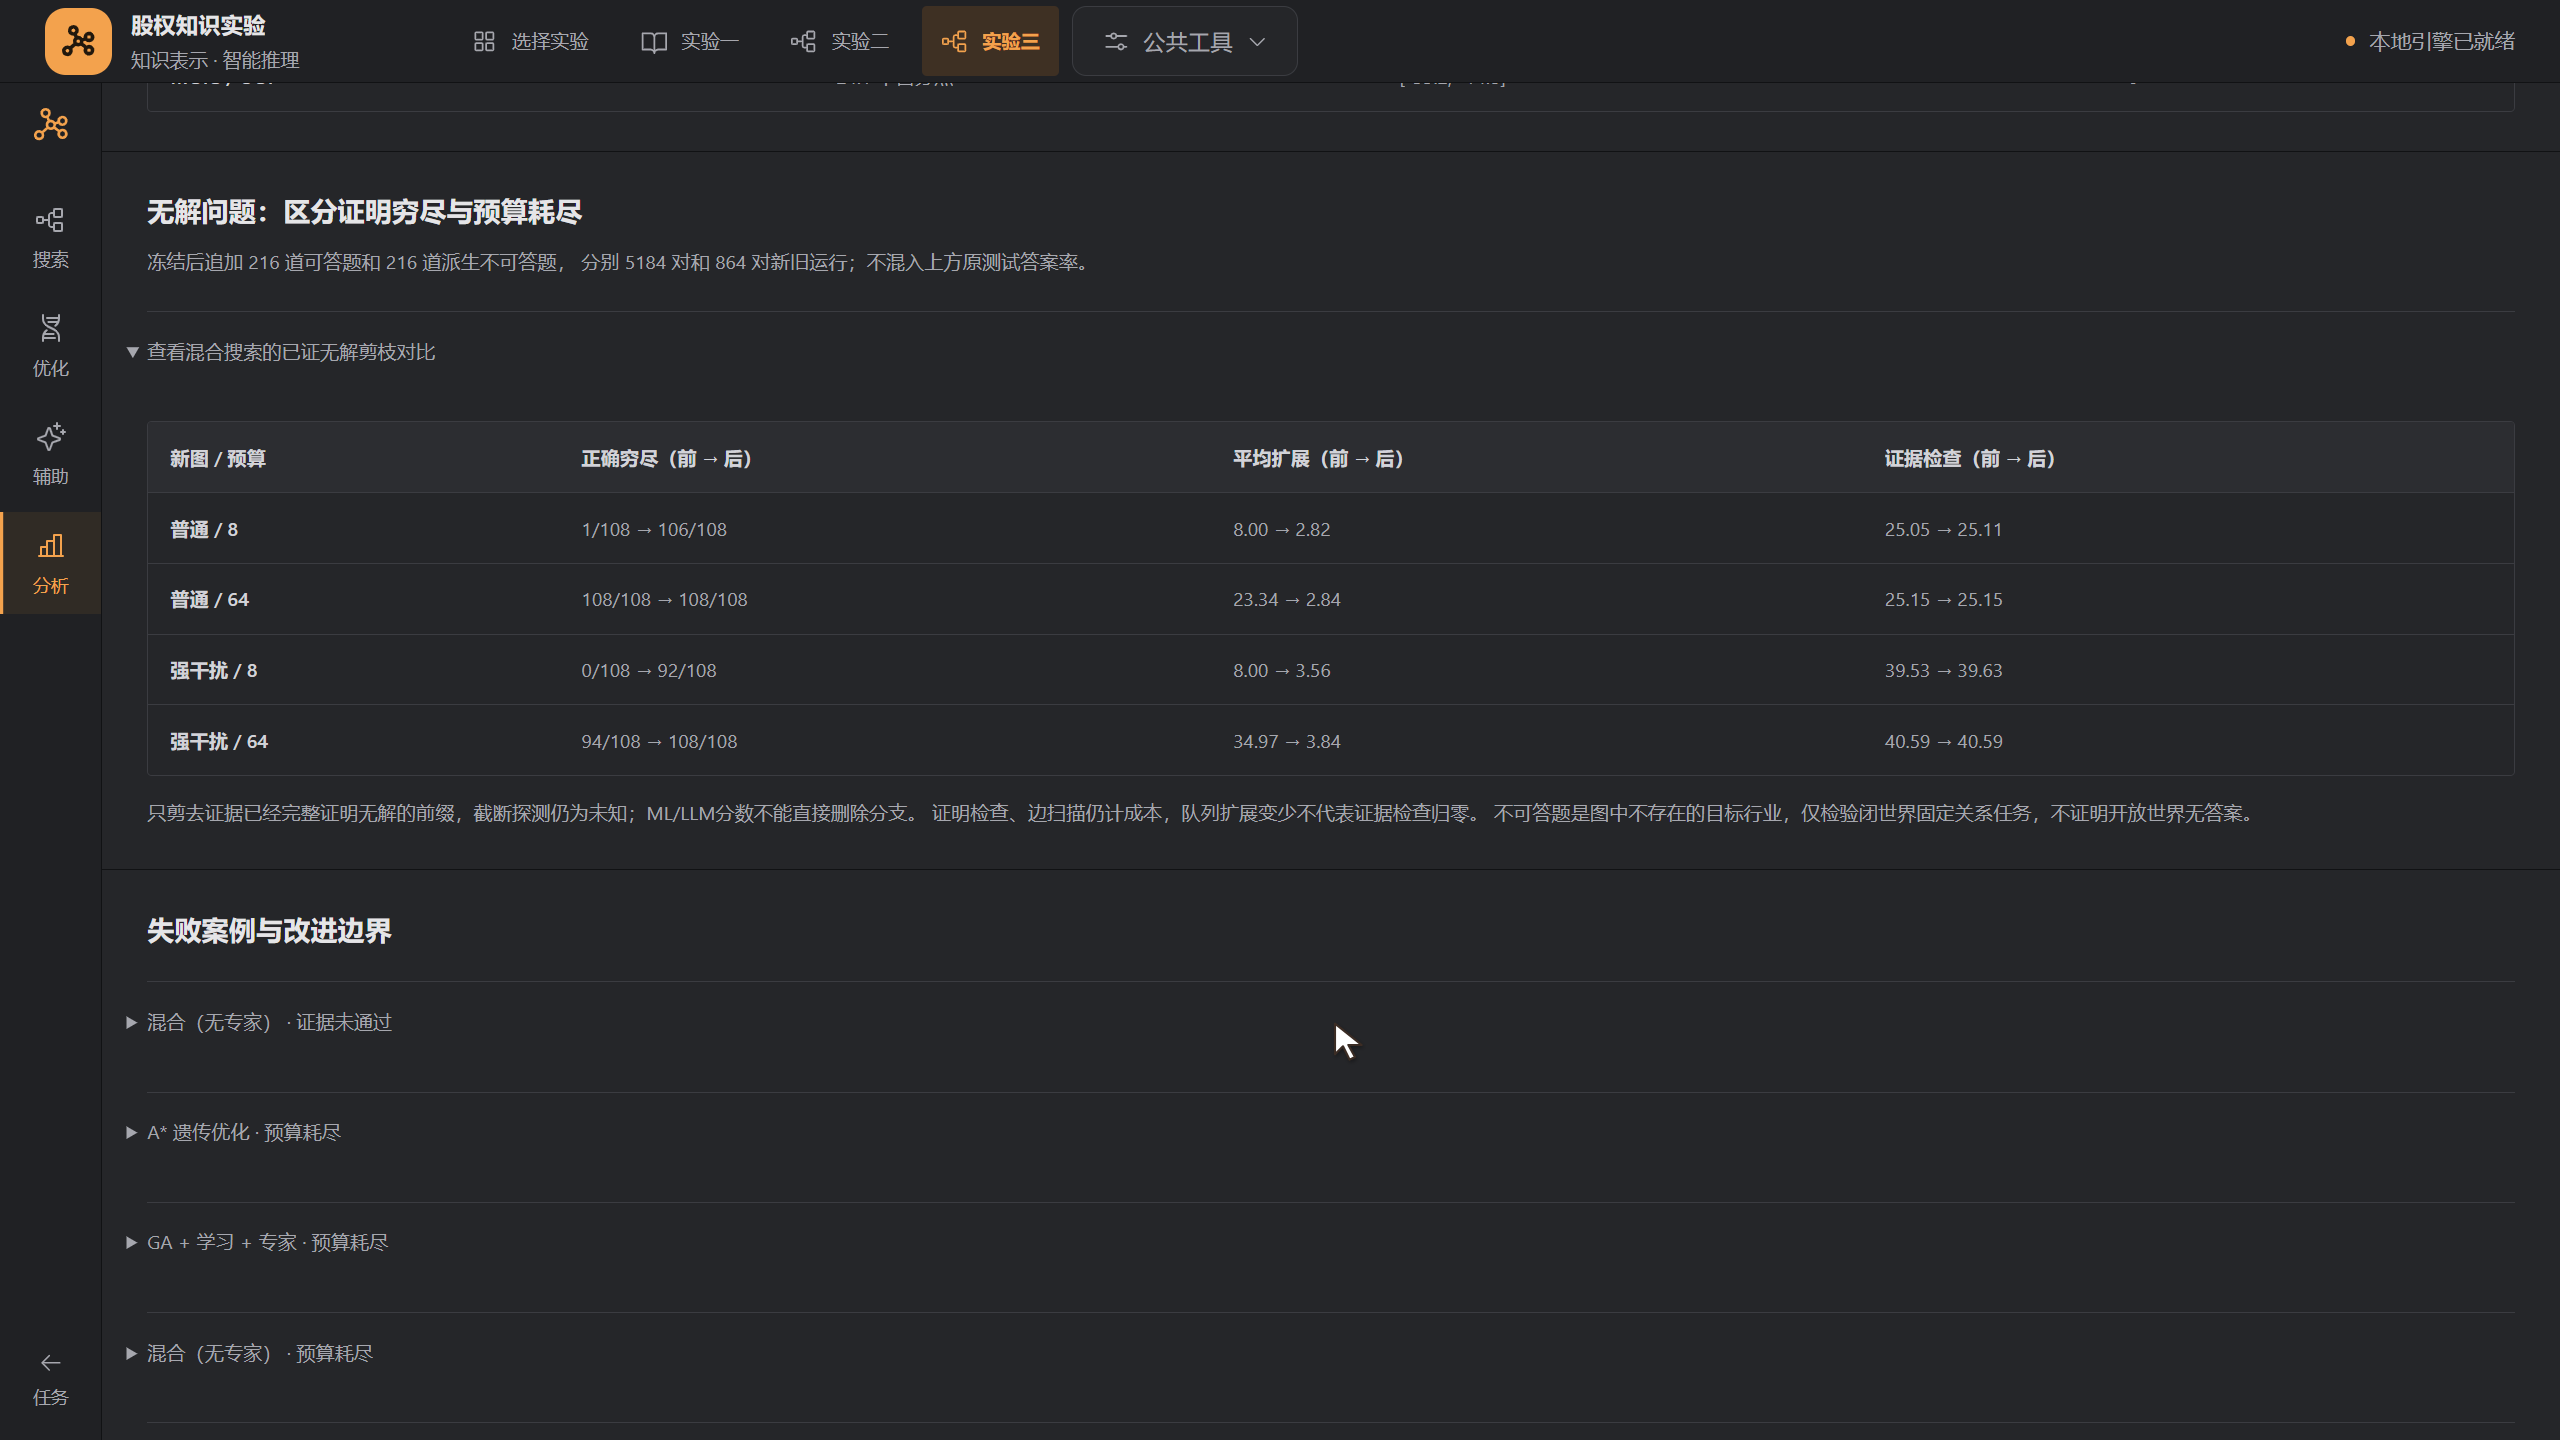 股权知识实验
知识表示 · 智能推理
选择实验
实验一
实验二
实验三
公共工具
本地引擎已就绪
搜索
优化
辅助
分析
任务
无解问题：区分证明穷尽与预算耗尽
冻结后追加 216 道可答题和 216 道派生不可答题， 分别 5184 对和 864 对新旧运行；不混入上方原测试答案率。
▼ 查看混合搜索的已证无解剪枝对比
新图 / 预算 正确穷尽（前 → 后） 平均扩展（前 → 后） 证据检查（前 → 后）
普通 / 8 1/108 → 106/108 8.00 → 2.82 25.05 → 25.11
普通 / 64 108/108 → 108/108 23.34 → 2.84 25.15 → 25.15
强干扰 / 8 0/108 → 92/108 8.00 → 3.56 39.53 → 39.63
强干扰 / 64 94/108 → 108/108 34.97 → 3.84 40.59 → 40.59
只剪去证据已经完整证明无解的前缀，截断探测仍为未知；ML/LLM分数不能直接删除分支。 证明检查、边扫描仍计成本，队列扩展变少不代表证据检查归零。 不可答题是图中不存在的目标行业，仅检验闭世界固定关系任务，不证明开放世界无答案。
失败案例与改进边界
▶ 混合（无专家） · 证据未通过
▶ A* 遗传优化 · 预算耗尽
▶ GA + 学习 + 专家 · 预算耗尽
▶ 混合（无专家） · 预算耗尽